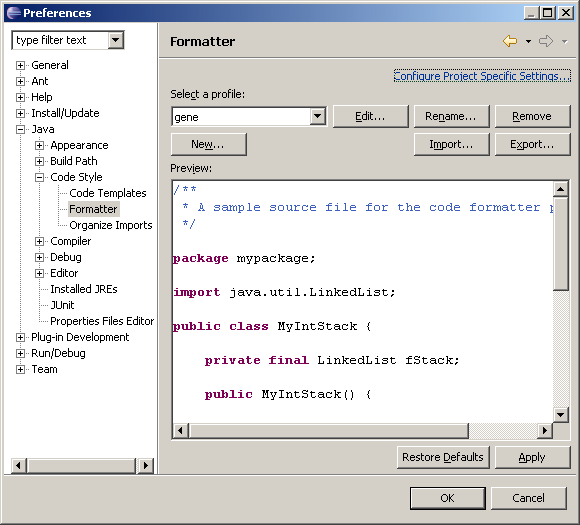 Preferences
type filter text
General
Ant
Help
Install/Update
Java
Appearance
Build Path
Code Style
Code Templates
Formatter
Organize Imports
Compiler
Debug
Editor
Installed JREs
JUnit
Properties Files Editor
Plug-in Development
Run/Debug
Team
Formatter
Configure Project Specific Settings...
Select a profile:
gene
Edit...
Rename...
Remove
New...
Import...
Export...
Preview:
/**
 * A sample source file for the code formatter p
 */
package mypackage;
import java.util.LinkedList;
public class MyIntStack {
private final LinkedList fStack;
public MyIntStack() {
Restore Defaults
Apply
OK
Cancel